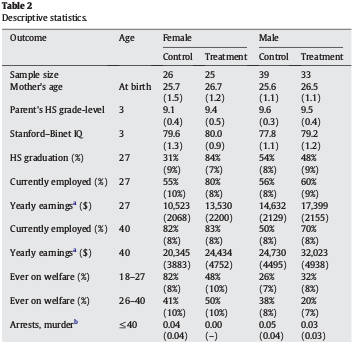 Table 2
Descriptive statistics.
Outcome Age Female Male
Control Treatment Control Treatment
Sample size 26 25 39 33
Mother's age At birth 25.7 26.7 25.6 26.5
(1.5) (1.2) (1.1) (1.1)
Parent's HS grade-level 3 9.1 9.4 9.6 9.5
(0.4) (0.5) (0.3) (0.4)
Stanford–Binet IQ 3 79.6 80.0 77.8 79.2
(1.3) (0.9) (1.1) (1.2)
HS graduation (%) 27 31% 84% 54% 48%
(9%) (7%) (8%) (9%)
Currently employed (%) 27 55% 80% 56% 60%
(10%) (8%) (8%) (9%)
Yearly earningsᵃ ($) 27 10,523 13,530 14,632 17,399
(2068) (2200) (2129) (2155)
Currently employed (%) 40 82% 83% 50% 70%
(8%) (8%) (8%) (8%)
Yearly earningsᵃ ($) 40 20,345 24,434 24,730 32,023
(3883) (4752) (4495) (4938)
Ever on welfare (%) 18–27 82% 48% 26% 32%
(8%) (10%) (7%) (8%)
Ever on welfare (%) 26–40 41% 50% 38% 20%
(10%) (10%) (8%) (7%)
Arrests, murderᵇ ≤40 0.04 0.00 0.05 0.03
(0.04) (–) (0.04) (0.03)